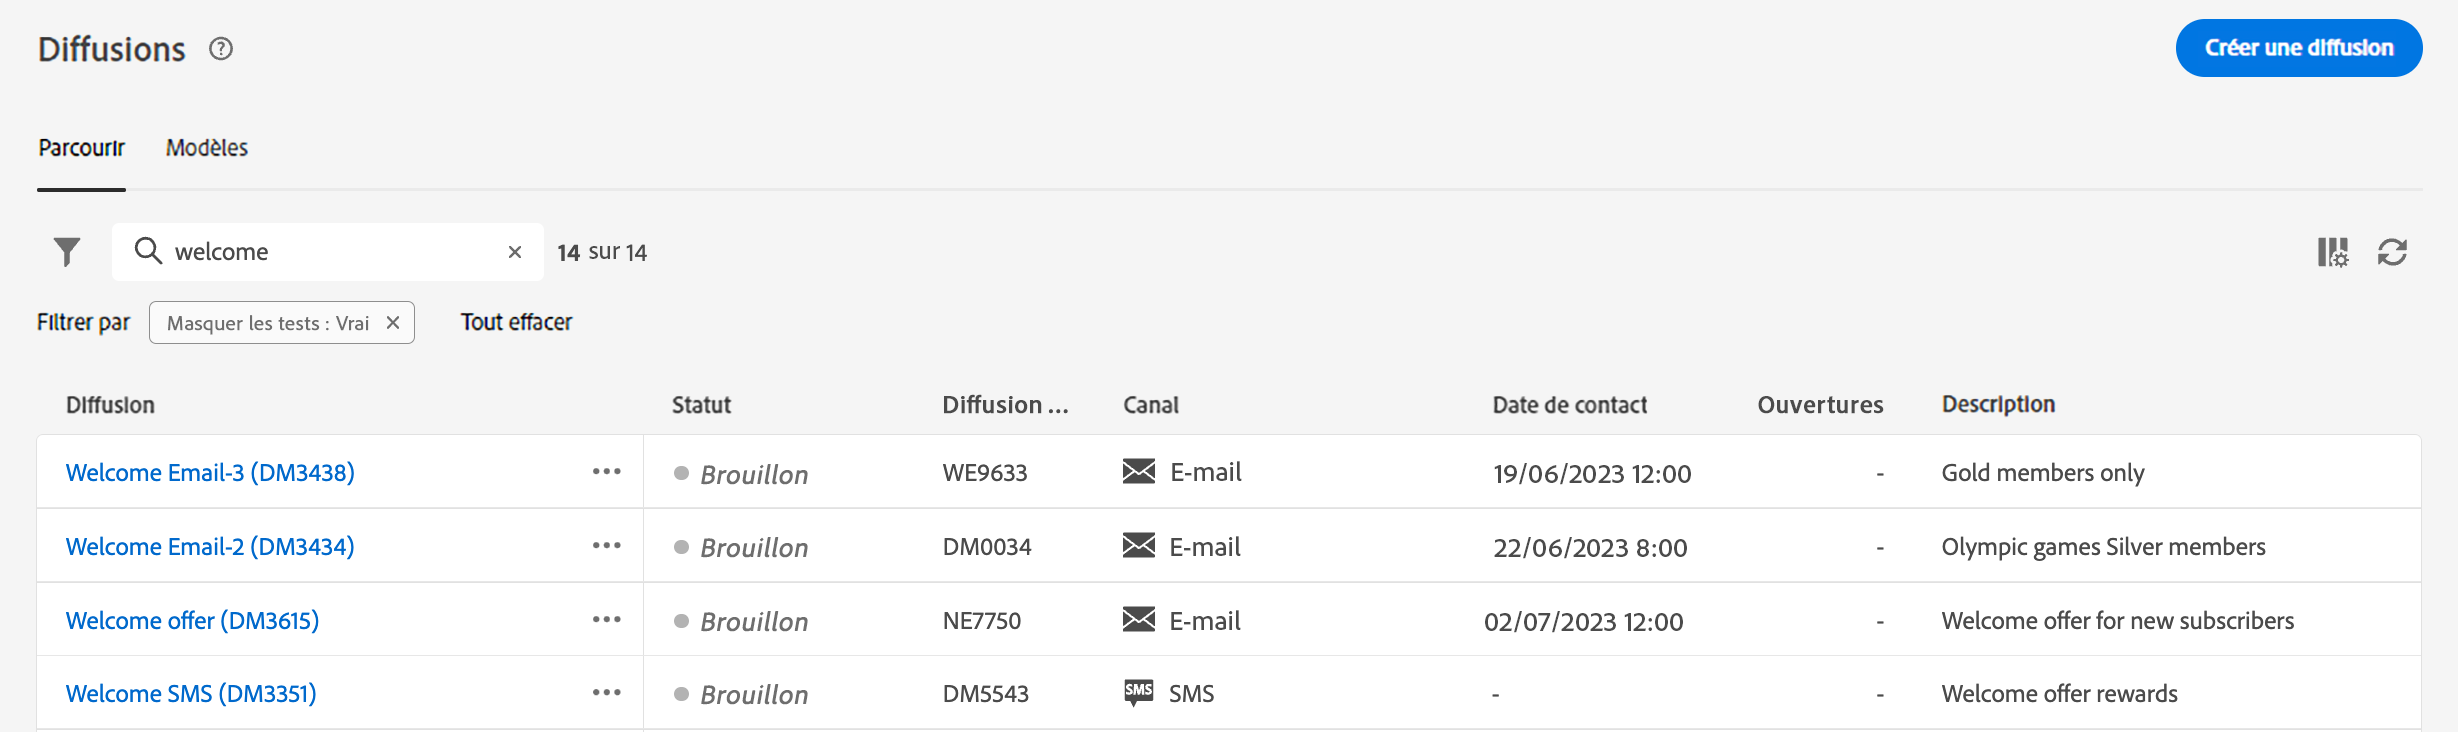 Diffusions
Créer une diffusion
Parcourir Modèles
welcome 14 sur 14
Filtrer par Masquer les tests : Vrai Tout effacer
Diffusion Statut Diffusion ... Canal Date de contact Ouvertures Description
Welcome Email-3 (DM3438) Brouillon WE9633 E-mail 19/06/2023 12:00 - Gold members only
Welcome Email-2 (DM3434) Brouillon DM0034 E-mail 22/06/2023 8:00 - Olympic games Silver members
Welcome offer (DM3615) Brouillon NE7750 E-mail 02/07/2023 12:00 - Welcome offer for new subscribers
Welcome SMS (DM3351) Brouillon DM5543 SMS SMS - - Welcome offer rewards